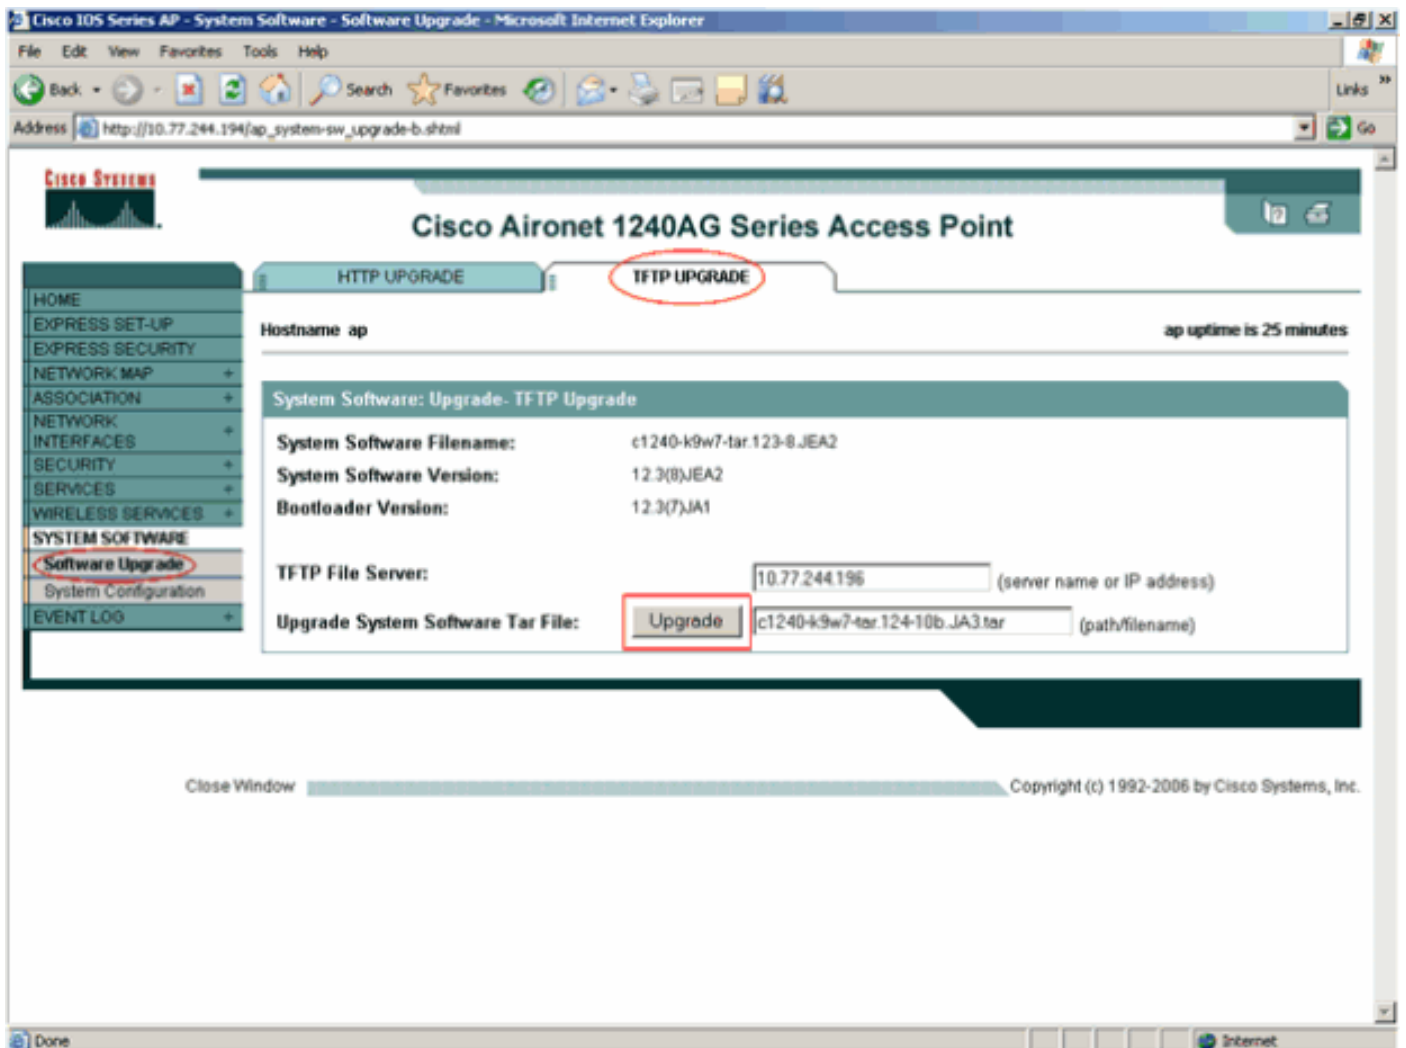 Cisco IOS Series AP - System Software - Software Upgrade - Microsoft Internet Explorer
File Edit View Favorites Tools Help
Back Search Favorites Links »
Address http://10.77.244.194/ap_system-sw_upgrade-b.shtml Go
CISCO SYSTEMS
Cisco Aironet 1240AG Series Access Point
HTTP UPGRADE TFTP UPGRADE
HOME
EXPRESS SET-UP
EXPRESS SECURITY
NETWORK MAP +
ASSOCIATION +
NETWORK
INTERFACES +
SECURITY +
SERVICES +
WIRELESS SERVICES +
SYSTEM SOFTWARE
Software Upgrade
System Configuration
EVENT LOG +
Hostname ap ap uptime is 25 minutes
System Software: Upgrade- TFTP Upgrade
System Software Filename: c1240-k9w7-tar.123-8.JEA2
System Software Version: 12.3(8)JEA2
Bootloader Version: 12.3(7)JA1
TFTP File Server: 10.77.244.196 (server name or IP address)
Upgrade System Software Tar File: Upgrade c1240-k9w7-tar.124-10b.JA3.tar (path/filename)
Close Window Copyright (c) 1992-2006 by Cisco Systems, Inc.
Done Internet